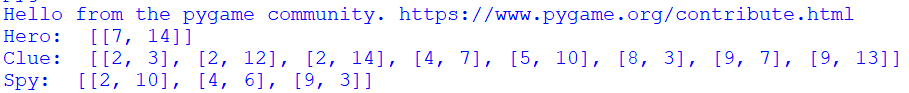 Hello from the pygame community. https://www.pygame.org/contribute.html
Hero:  [[7, 14]]
Clue:  [[2, 3], [2, 12], [2, 14], [4, 7], [5, 10], [8, 3], [9, 7], [9, 13]]
Spy:  [[2, 10], [4, 6], [9, 3]]